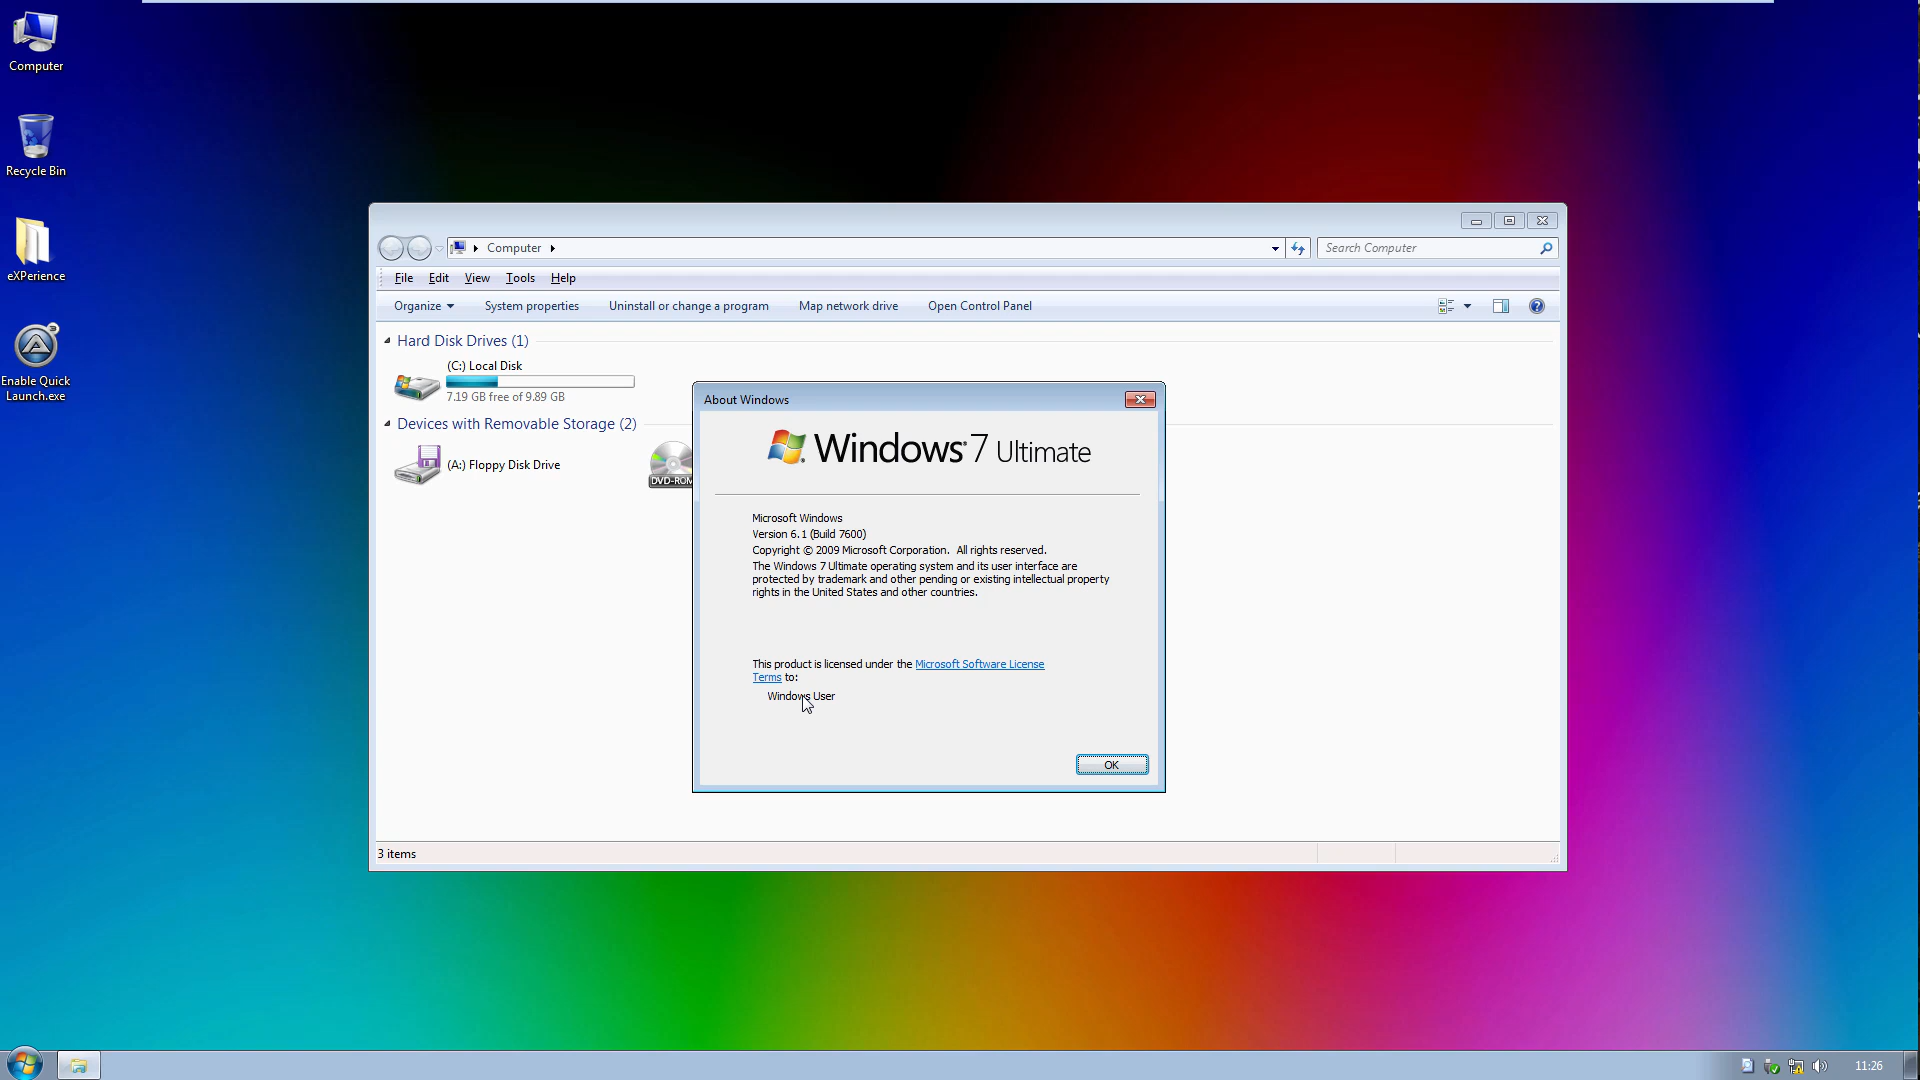 Computer
Recycle Bin
eXPerience
Enable Quick
Launch.exe
Computer
Search Computer
File Edit View Tools Help
Organize System properties Uninstall or change a program Map network drive Open Control Panel
Hard Disk Drives (1)
(C:) Local Disk
7.19 GB free of 9.89 GB
Devices with Removable Storage (2)
(A:) Floppy Disk Drive
DVD-ROM
About Windows
Windows 7 Ultimate
Microsoft Windows
Version 6.1 (Build 7600)
Copyright © 2009 Microsoft Corporation. All rights reserved.
The Windows 7 Ultimate operating system and its user interface are
protected by trademark and other pending or existing intellectual property
rights in the United States and other countries.
This product is licensed under the Microsoft Software License
Terms to:
Windows User
OK
3 items
11:26